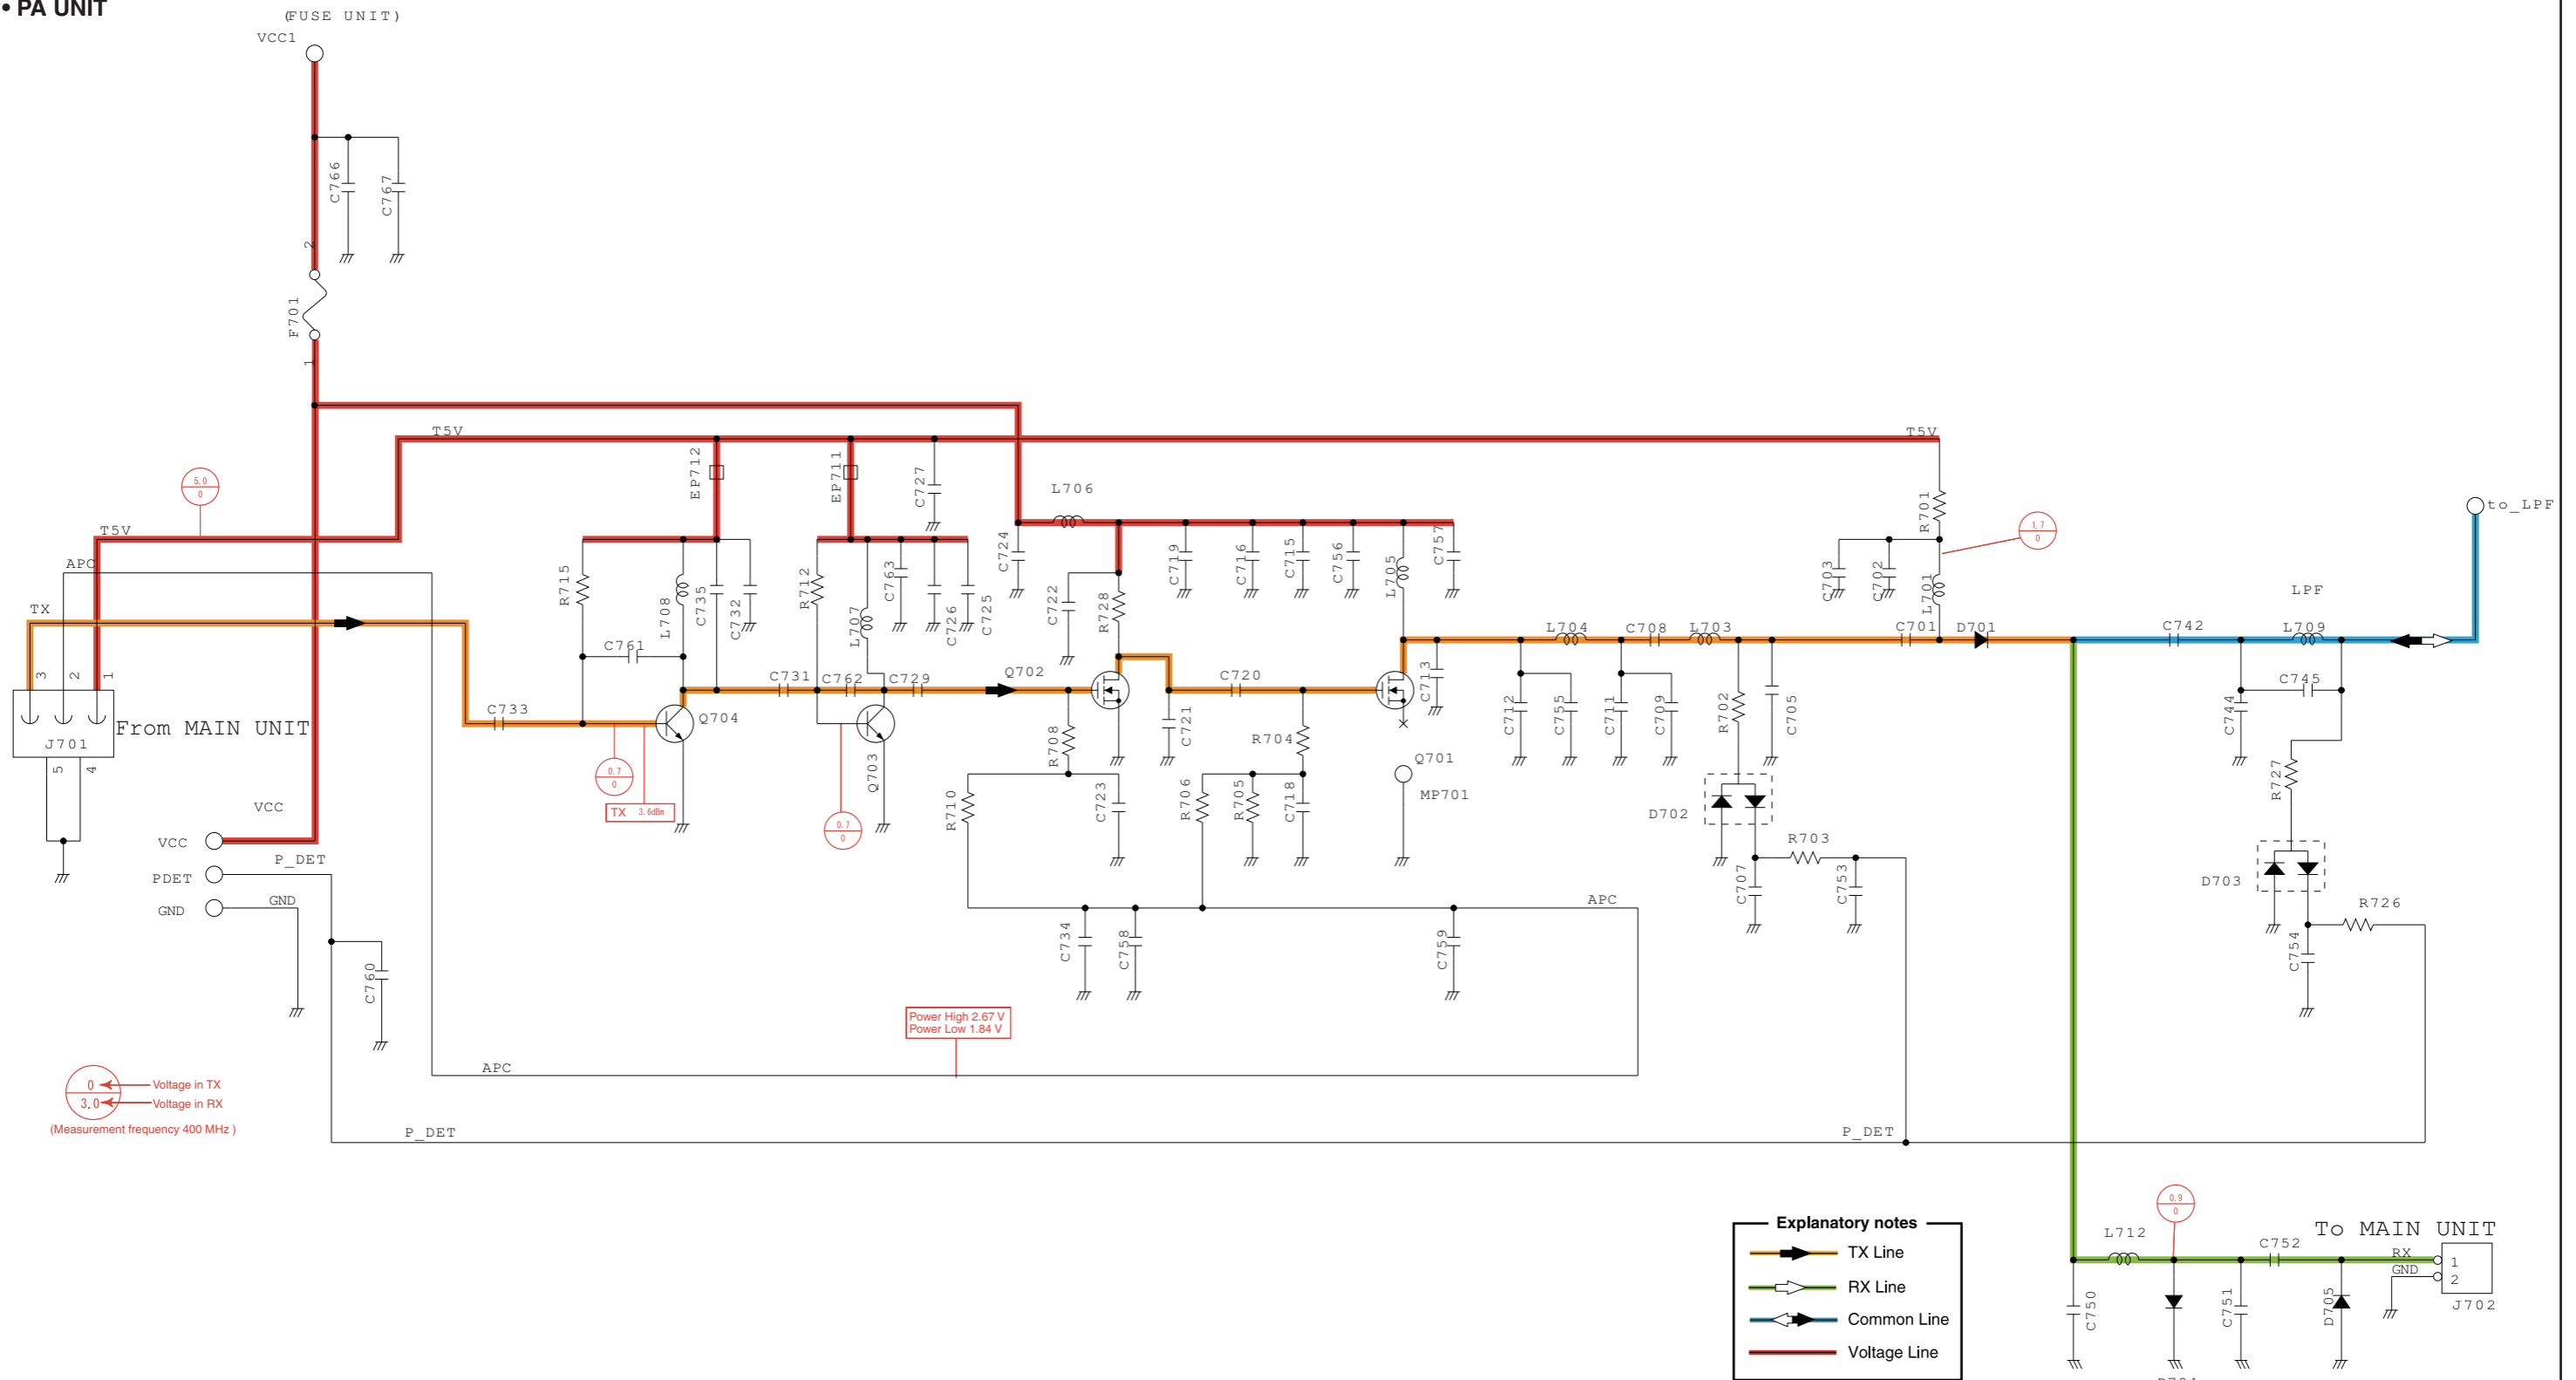 • PA UNIT
(FUSE UNIT)
VCC1
C766
C767
2
F701
1
T5V
T5V
5.0
0
EP712
EP711
C727
L706
R701
1.7
0
to_LPF
T5V
APC
TX
R715
L708
C735
C732
R712
L707
C763
C726
C725
C724
C722
R728
C719
C716
C715
C756
L705
C757
C703
C702
L701
LPF
C761
C731
C762
C729
Q702
C720
C713
L704
C708
L703
C701
D701
C742
L709
3
2
1
From MAIN UNIT
J701
5
4
C733
Q704
Q703
0.7
0
TX 3.6dBm
0.7
0
R708
C721
R704
Q701
MP701
C712
C755
C711
C709
R702
C705
C745
C744
R727
VCC
VCC
P_DET
PDET
GND
GND
R710
C723
R706
R705
C718
D702
R703
C707
C753
D703
R726
C754
C760
C734
C758
C759
APC
Power High 2.67 V
Power Low 1.84 V
APC
0
Voltage in TX
3.0
Voltage in RX
(Measurement frequency 400 MHz )
P_DET
P_DET
Explanatory notes
TX Line
RX Line
Common Line
Voltage Line
0.9
0
L712
C752
To MAIN UNIT
RX
GND
1
2
J702
C750
C751
D705